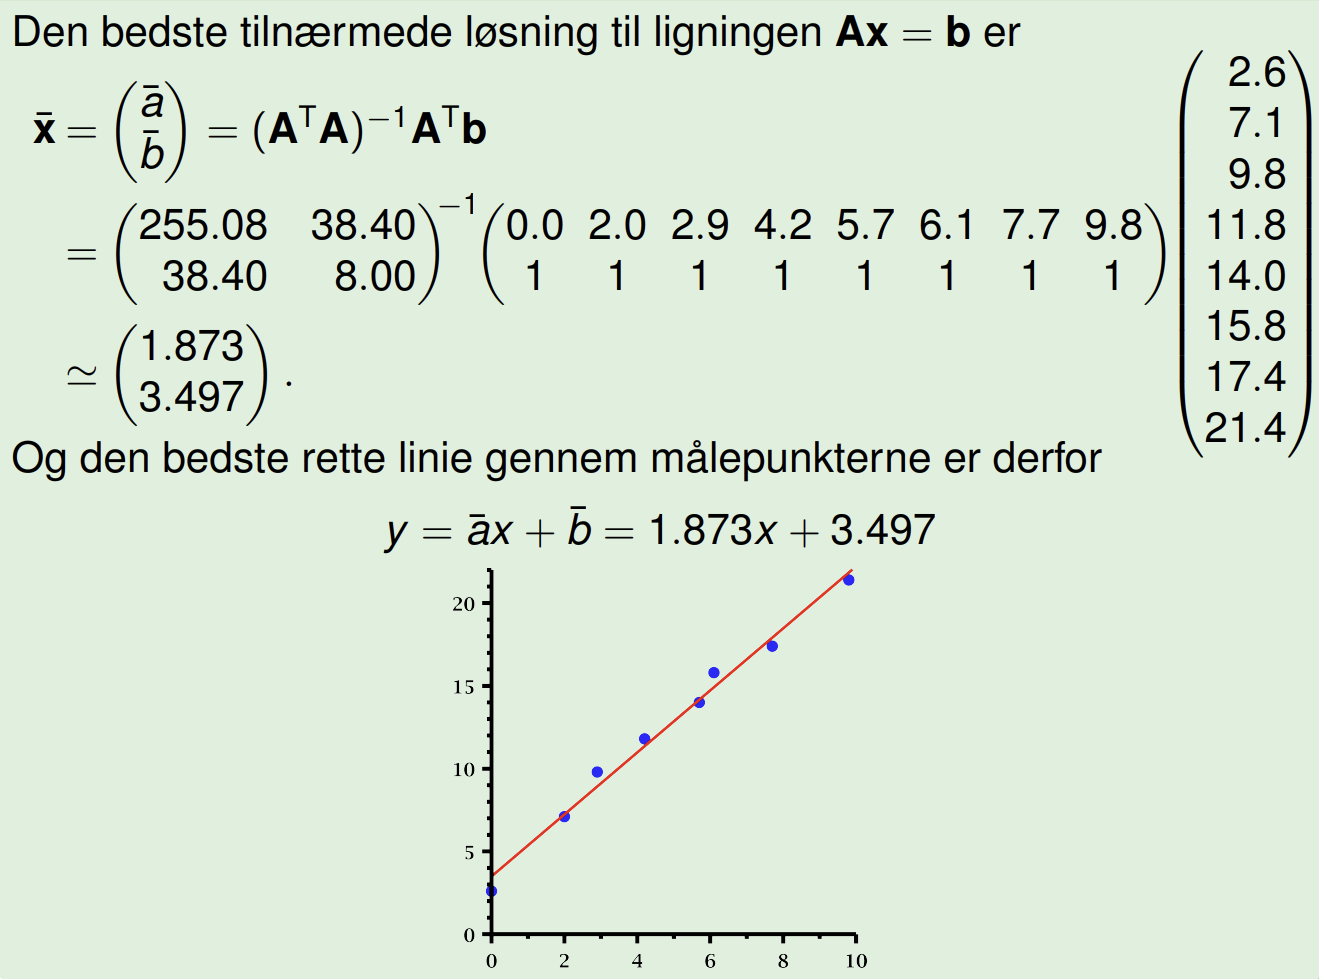 Den bedste tilnærmede løsning til ligningen Ax = b er
x̄ = (ā b̄) = (AᵀA)⁻¹Aᵀb
= (255.08 38.40
38.40 8.00)⁻¹ (0.0 2.0 2.9 4.2 5.7 6.1 7.7 9.8
1 1 1 1 1 1 1 1)
(2.6
7.1
9.8
11.8
14.0
15.8
17.4
21.4)
≃ (1.873
3.497) .
Og den bedste rette linie gennem målepunkterne er derfor
y = āx + b̄ = 1.873x + 3.497
20
15
10
5
0
0 2 4 6 8 10